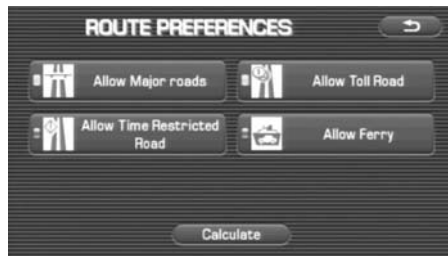 ROUTE PREFERENCES
Allow Major roads
Allow Toll Road
Allow Time Restricted
Road
Allow Ferry
Calculate